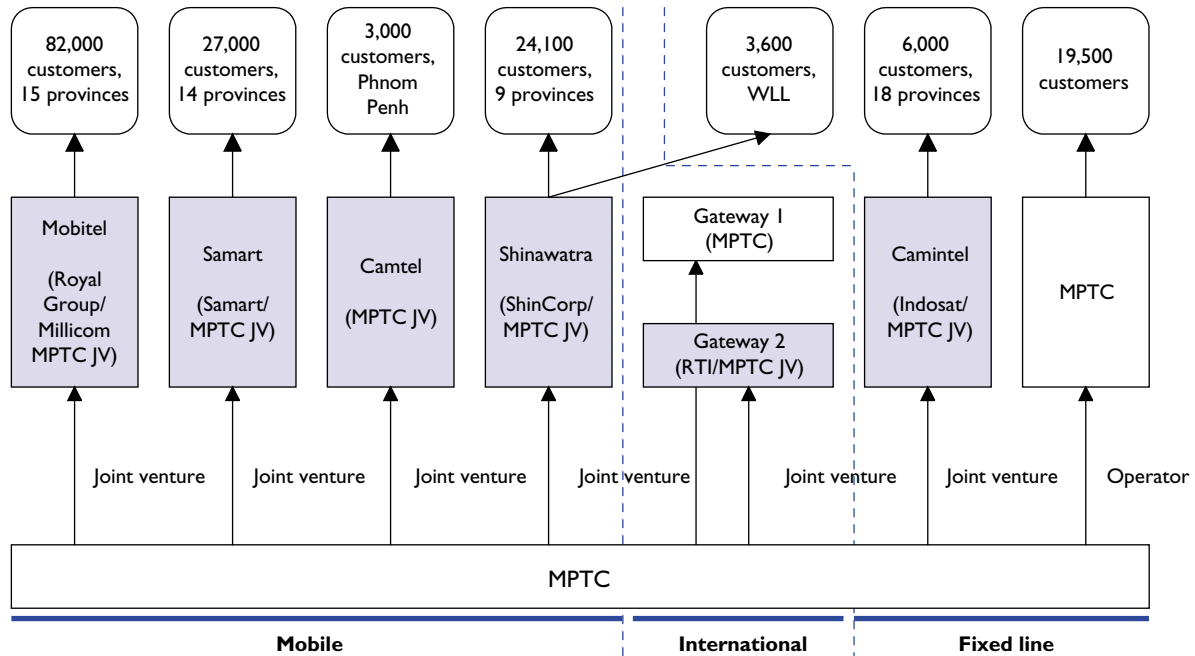 82,000
customers,
15 provinces
27,000
customers,
14 provinces
3,000
customers,
Phnom
Penh
24,100
customers,
9 provinces
3,600
customers,
WLL
6,000
customers,
18 provinces
19,500
customers
Mobitel
(Royal
Group/
Millicom
MPTC JV)
Samart
(Samart/
MPTC JV)
Camtel
(MPTC JV)
Shinawatra
(ShinCorp/
MPTC JV)
Gateway 1
(MPTC)
Gateway 2
(RTI/MPTC JV)
Camintel
(Indosat/
MPTC JV)
MPTC
Joint venture
Joint venture
Joint venture
Joint venture
Joint venture
Joint venture
Operator
MPTC
Mobile
International
Fixed line